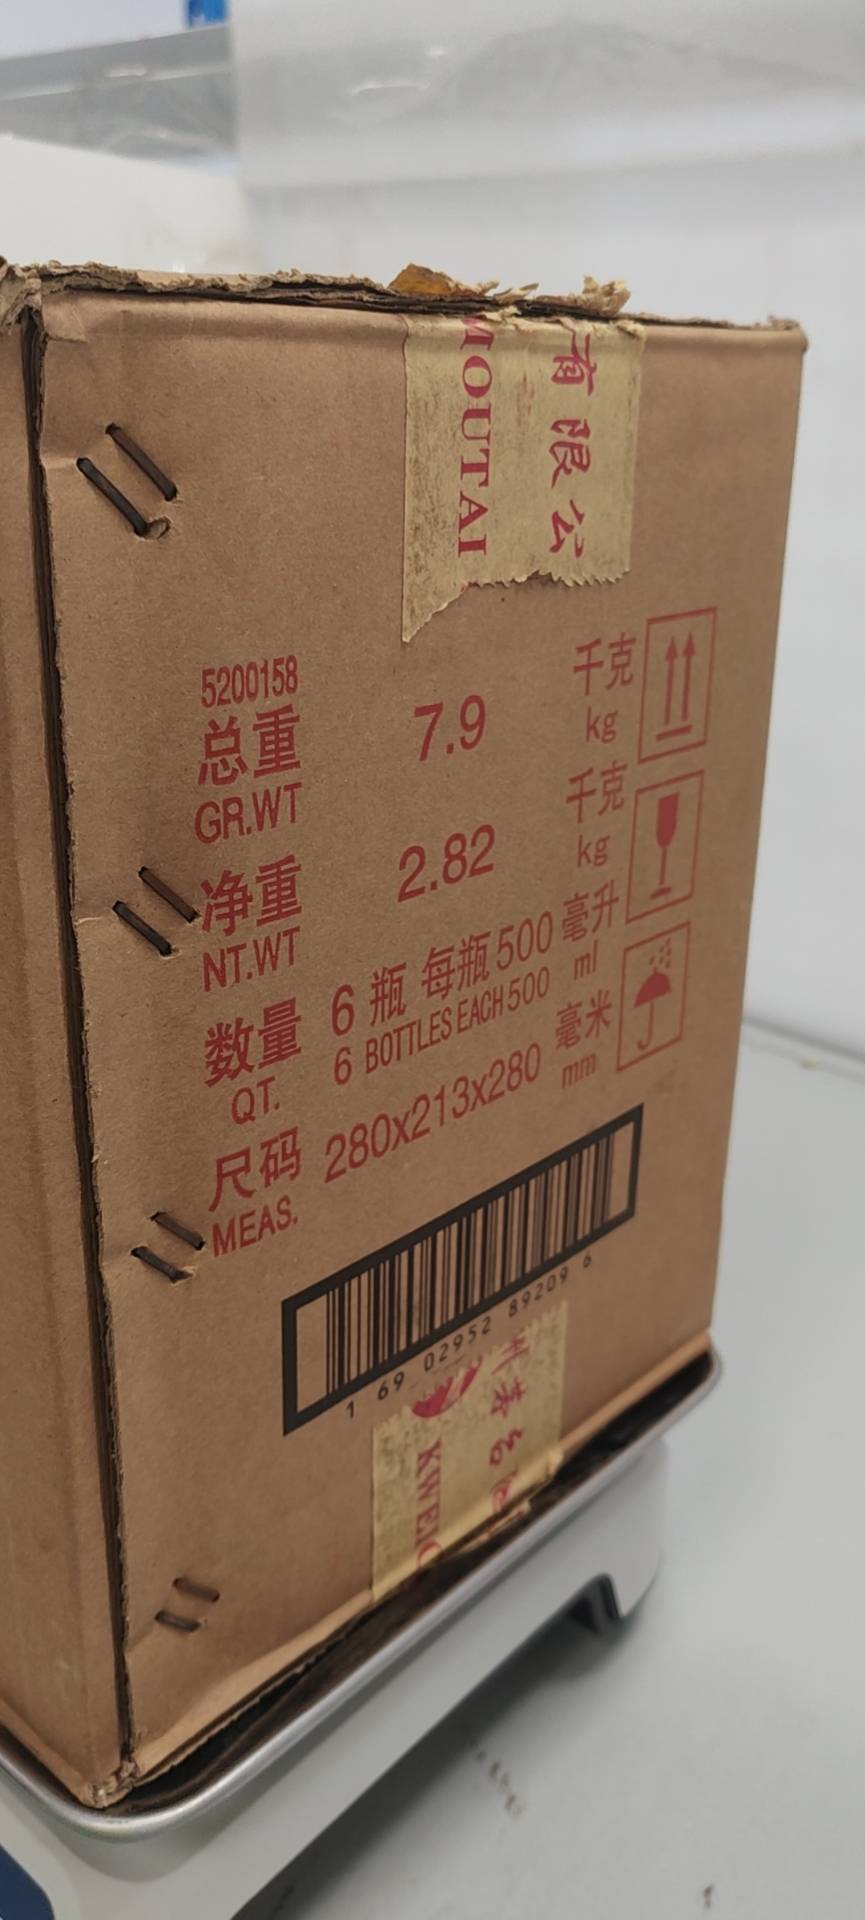 MOUTAI
有限公
5200158
总重 7.9 千克
GR.WT kg
净重 2.82 千克
NT.WT kg
数量 6 瓶 每瓶 500 毫升
QT. 6 BOTTLES EACH 500 ml
尺码 280x213x280 毫米
MEAS. mm
1 69 02952 89209 6
KWEIC